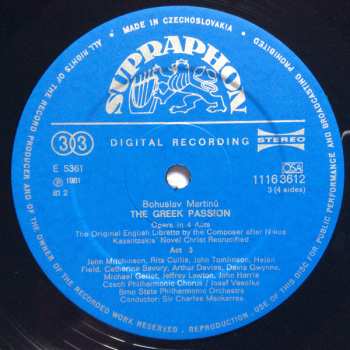 MADE IN CZECHOSLOVAKIA
ALL RIGHTS OF THE RECORD PRODUCER AND OF THE OWNER OF THE RECORDED WORK RESERVED . REPRODUCTION . USE OF THIS DISC FOR PUBLIC PERFORMANCE AND BROADCASTING PROHIBITED
SUPRAPHON
33
DIGITAL RECORDING
STEREO
E 5361
OSA
℗ 1981
1116 3612
81 2
3 (4 sides)
Bohuslav Martinů
THE GREEK PASSION
Opera in 4 Acts
The Original English Libretto by the Composer after Nikos
Kazantzakis' Novel Christ Recrucified
Act 3
John Mitchinson, Rita Cullis, John Tomlinson, Helen
Field, Catherine Savory, Arthur Davies, Davis Gwynne,
Michael Geliot, Jeffrey Lawton, John Harris
Czech Philharmonic Chorus / Josef Veselka
Brno State Philharmonic Orchestra
Conductor: Sir Charles Mackerras